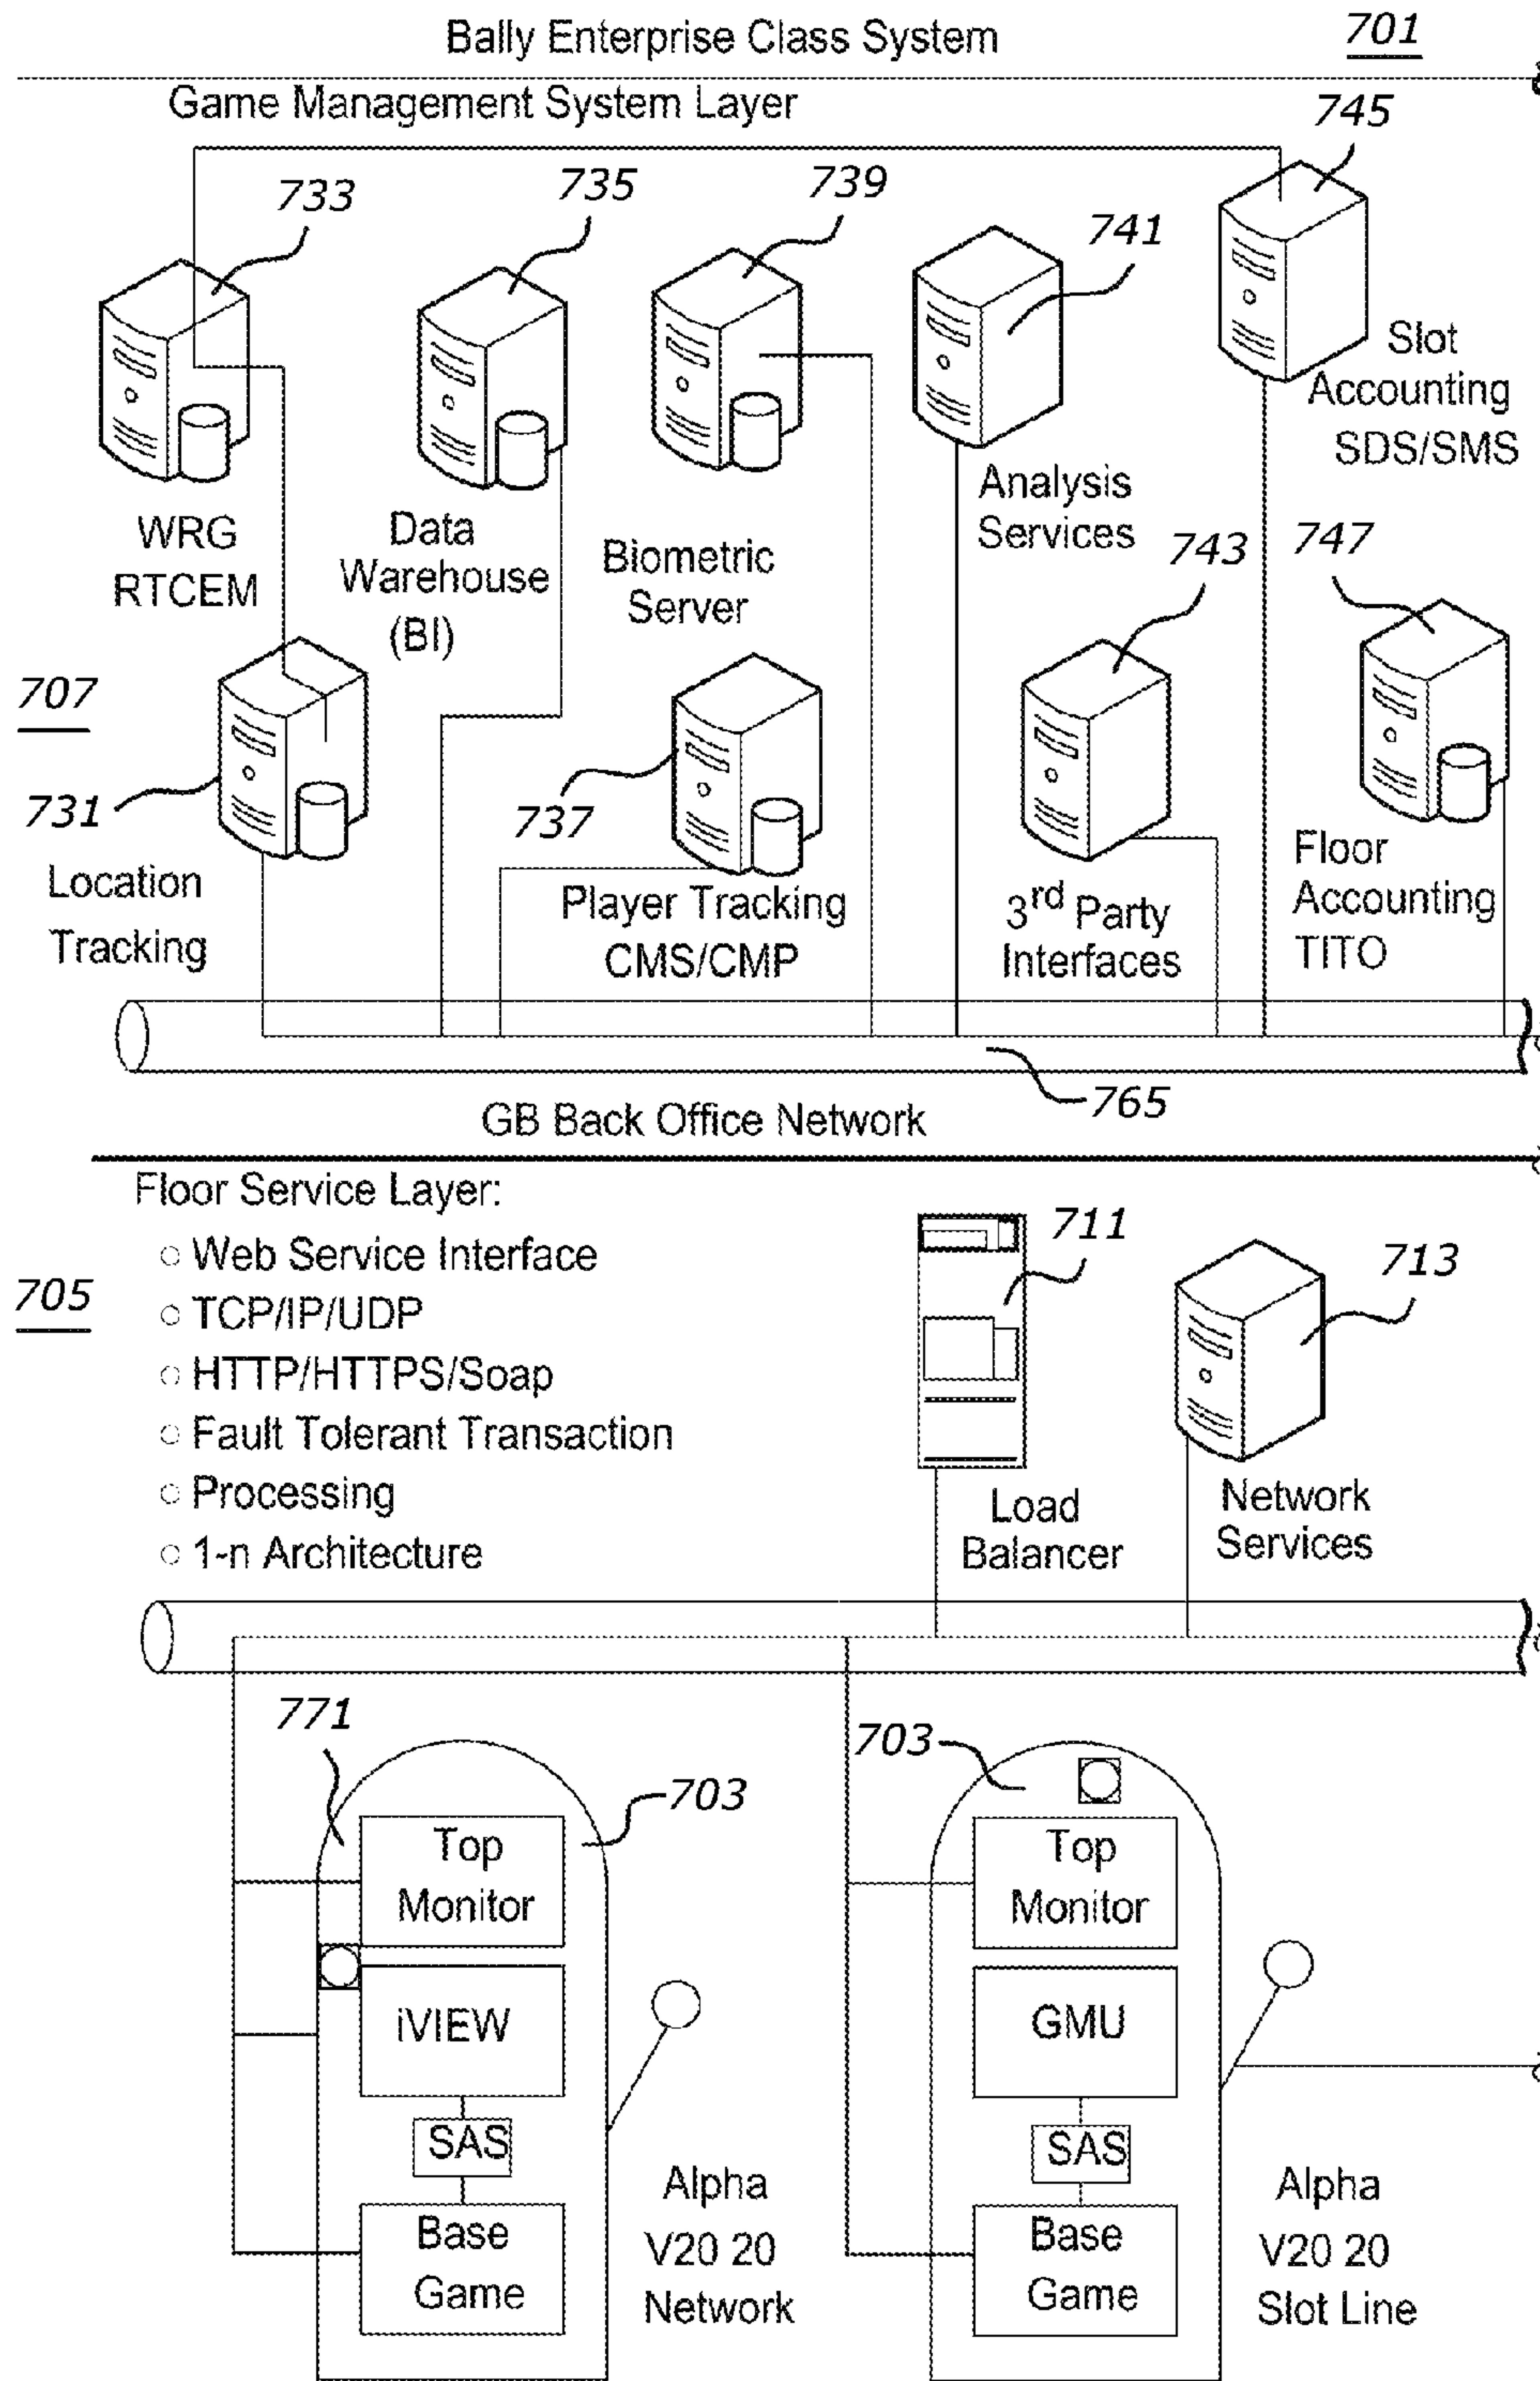 Bally Enterprise Class System
701
Game Management System Layer
745
733
735
739
741
Slot
Accounting
SDS/SMS
WRG
RTCEM
Data
Warehouse
(BI)
Biometric
Server
Analysis
Services
743
747
707
731
737
Location
Tracking
Player Tracking
CMS/CMP
3rd Party
Interfaces
Floor
Accounting
TITO
765
GB Back Office Network
Floor Service Layer:
705
○ Web Service Interface
○ TCP/IP/UDP
○ HTTP/HTTPS/Soap
○ Fault Tolerant Transaction
○ Processing
○ 1-n Architecture
711
713
Load
Balancer
Network
Services
771
703
Top
Monitor
iVIEW
SAS
Base
Game
Alpha
V20 20
Network
703
Top
Monitor
GMU
SAS
Base
Game
Alpha
V20 20
Slot Line